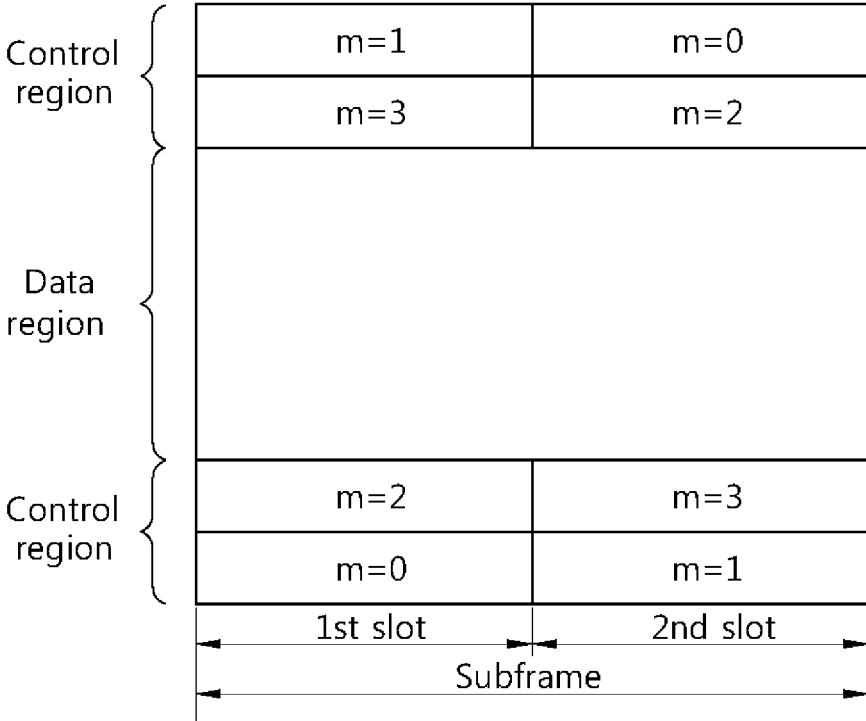 Control
region
m=1
m=0
m=3
m=2
Data
region
Control
region
m=2
m=3
m=0
m=1
1st slot
2nd slot
Subframe